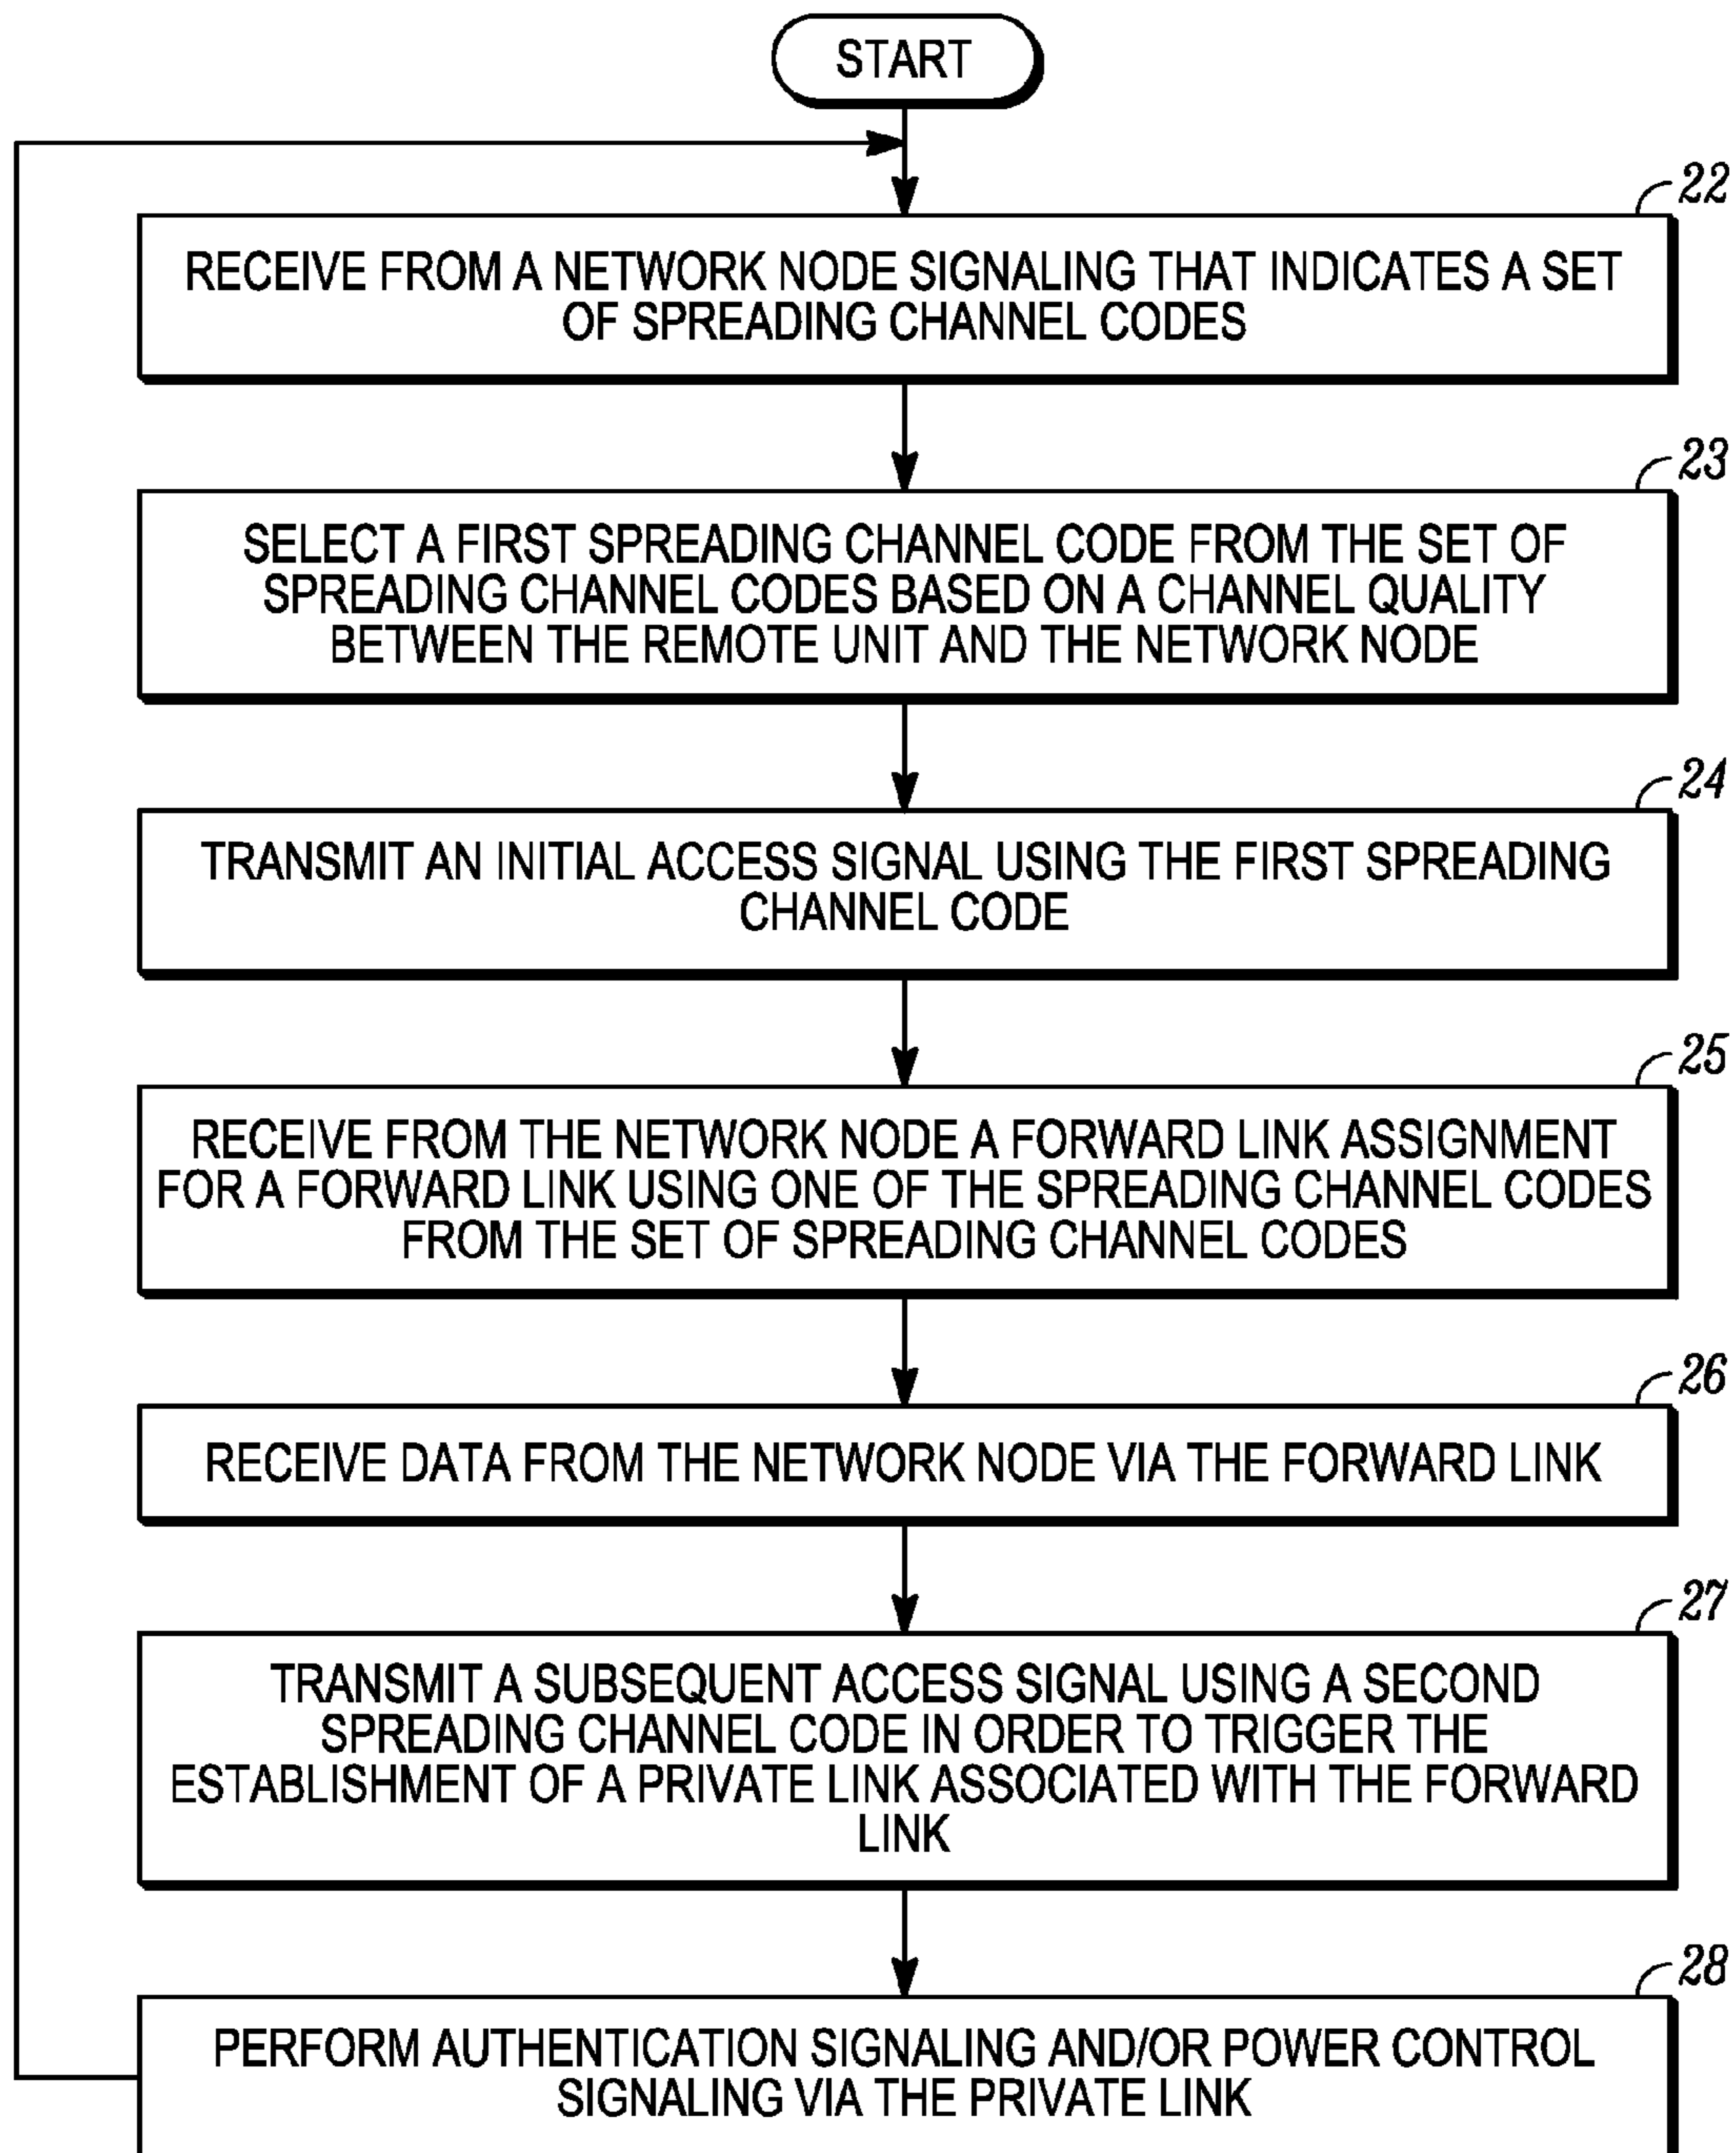 START
22
RECEIVE FROM A NETWORK NODE SIGNALING THAT INDICATES A SET
OF SPREADING CHANNEL CODES
23
SELECT A FIRST SPREADING CHANNEL CODE FROM THE SET OF
SPREADING CHANNEL CODES BASED ON A CHANNEL QUALITY
BETWEEN THE REMOTE UNIT AND THE NETWORK NODE
24
TRANSMIT AN INITIAL ACCESS SIGNAL USING THE FIRST SPREADING
CHANNEL CODE
25
RECEIVE FROM THE NETWORK NODE A FORWARD LINK ASSIGNMENT
FOR A FORWARD LINK USING ONE OF THE SPREADING CHANNEL CODES
FROM THE SET OF SPREADING CHANNEL CODES
26
RECEIVE DATA FROM THE NETWORK NODE VIA THE FORWARD LINK
27
TRANSMIT A SUBSEQUENT ACCESS SIGNAL USING A SECOND
SPREADING CHANNEL CODE IN ORDER TO TRIGGER THE
ESTABLISHMENT OF A PRIVATE LINK ASSOCIATED WITH THE FORWARD
LINK
28
PERFORM AUTHENTICATION SIGNALING AND/OR POWER CONTROL
SIGNALING VIA THE PRIVATE LINK